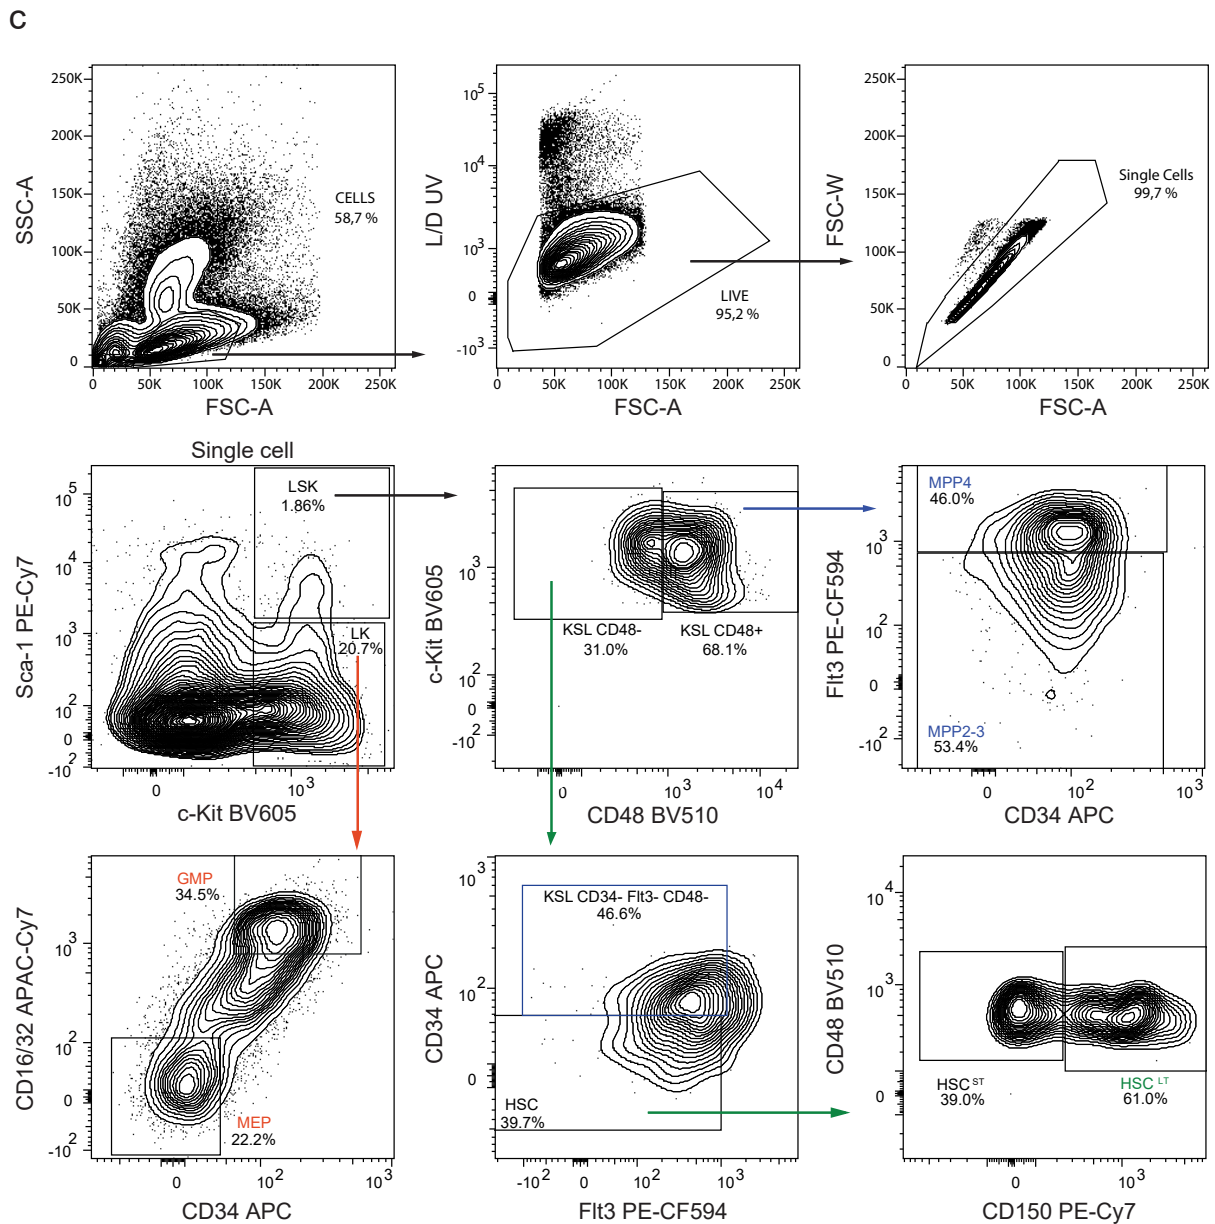 C
250K
200K
150K
100K
50K
0
SSC-A
CELLS
58,7 %
0 50K 100K 150K 200K 250K
FSC-A
10^5
10^4
10^3
0
-10^3
L/D UV
LIVE
95,2 %
0 50K 100K 150K 200K 250K
FSC-A
250K
200K
150K
100K
50K
0
FSC-W
Single Cells
99,7 %
0 50K 100K 150K 200K 250K
FSC-A
Single cell
10^5
10^4
10^3
10^2
0
-10^2
Sca-1 PE-Cy7
LSK
1.86%
LK
20.7%
0 10^3
c-Kit BV605
10^3
10^2
0
-10^2
c-Kit BV605
KSL CD48-
31.0%
KSL CD48+
68.1%
0 10^3 10^4
CD48 BV510
10^3
10^2
0
-10^2
Flt3 PE-CF594
MPP4
46.0%
MPP2-3
53.4%
0 10^2 10^3
CD34 APC
10^3
10^2
0
-10^2
CD16/32 APAC-Cy7
GMP
34.5%
MEP
22.2%
0 10^2 10^3
CD34 APC
10^3
10^2
0
CD34 APC
KSL CD34- Flt3- CD48-
46.6%
HSC
39.7%
-10^2 0 10^2 10^3
Flt3 PE-CF594
10^4
10^3
0
CD48 BV510
HSC ST
39.0%
HSC LT
61.0%
0 10^3
CD150 PE-Cy7